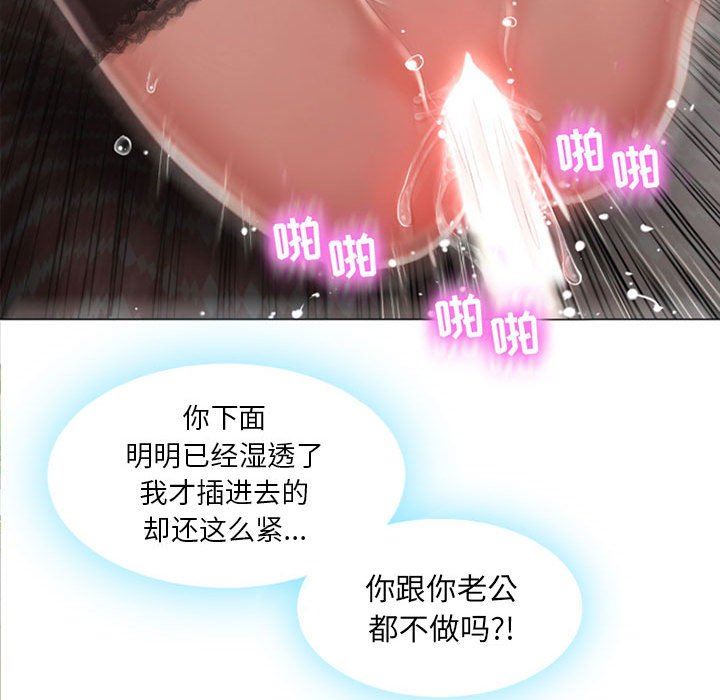 啪啪
啪啪
啪啪
你下面
明明已经湿透了
我才插进去的
却还这么紧…
你跟你老公
都不做吗?!